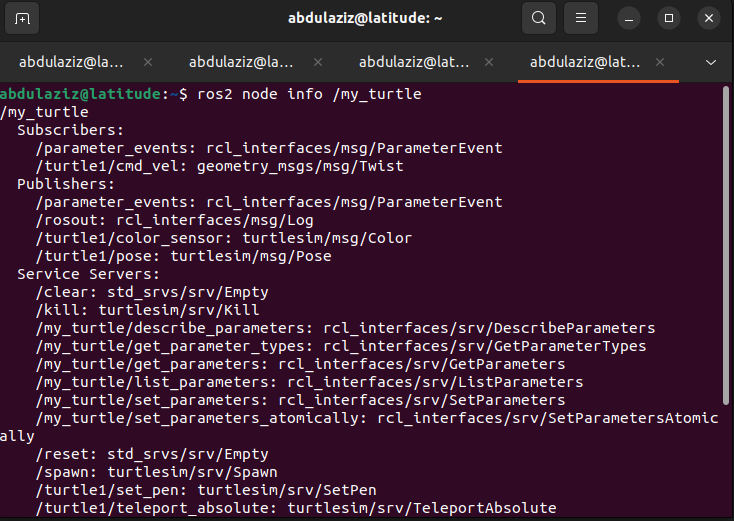 abdulaziz@latitude: ~
abdulaziz@la... abdulaziz@la... abdulaziz@lat... abdulaziz@lat...
abdulaziz@latitude:~$ ros2 node info /my_turtle
/my_turtle
  Subscribers:
    /parameter_events: rcl_interfaces/msg/ParameterEvent
    /turtle1/cmd_vel: geometry_msgs/msg/Twist
  Publishers:
    /parameter_events: rcl_interfaces/msg/ParameterEvent
    /rosout: rcl_interfaces/msg/Log
    /turtle1/color_sensor: turtlesim/msg/Color
    /turtle1/pose: turtlesim/msg/Pose
  Service Servers:
    /clear: std_srvs/srv/Empty
    /kill: turtlesim/srv/Kill
    /my_turtle/describe_parameters: rcl_interfaces/srv/DescribeParameters
    /my_turtle/get_parameter_types: rcl_interfaces/srv/GetParameterTypes
    /my_turtle/get_parameters: rcl_interfaces/srv/GetParameters
    /my_turtle/list_parameters: rcl_interfaces/srv/ListParameters
    /my_turtle/set_parameters: rcl_interfaces/srv/SetParameters
    /my_turtle/set_parameters_atomically: rcl_interfaces/srv/SetParametersAtomic
ally
    /reset: std_srvs/srv/Empty
    /spawn: turtlesim/srv/Spawn
    /turtle1/set_pen: turtlesim/srv/SetPen
    /turtle1/teleport_absolute: turtlesim/srv/TeleportAbsolute